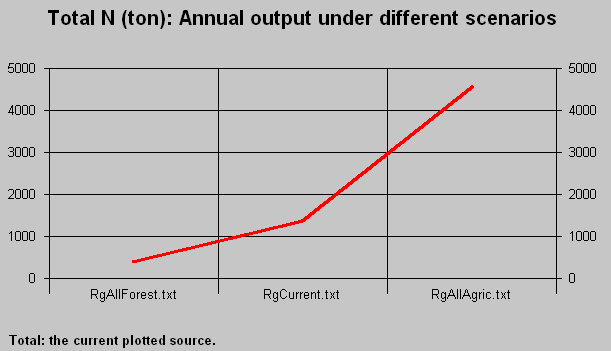 Total N (ton): Annual output under different scenarios
5000 5000
4000 4000
3000 3000
2000 2000
1000 1000
0 0
RgAllForest.txt RgCurrent.txt RgAllAgric.txt
Total: the current plotted source.